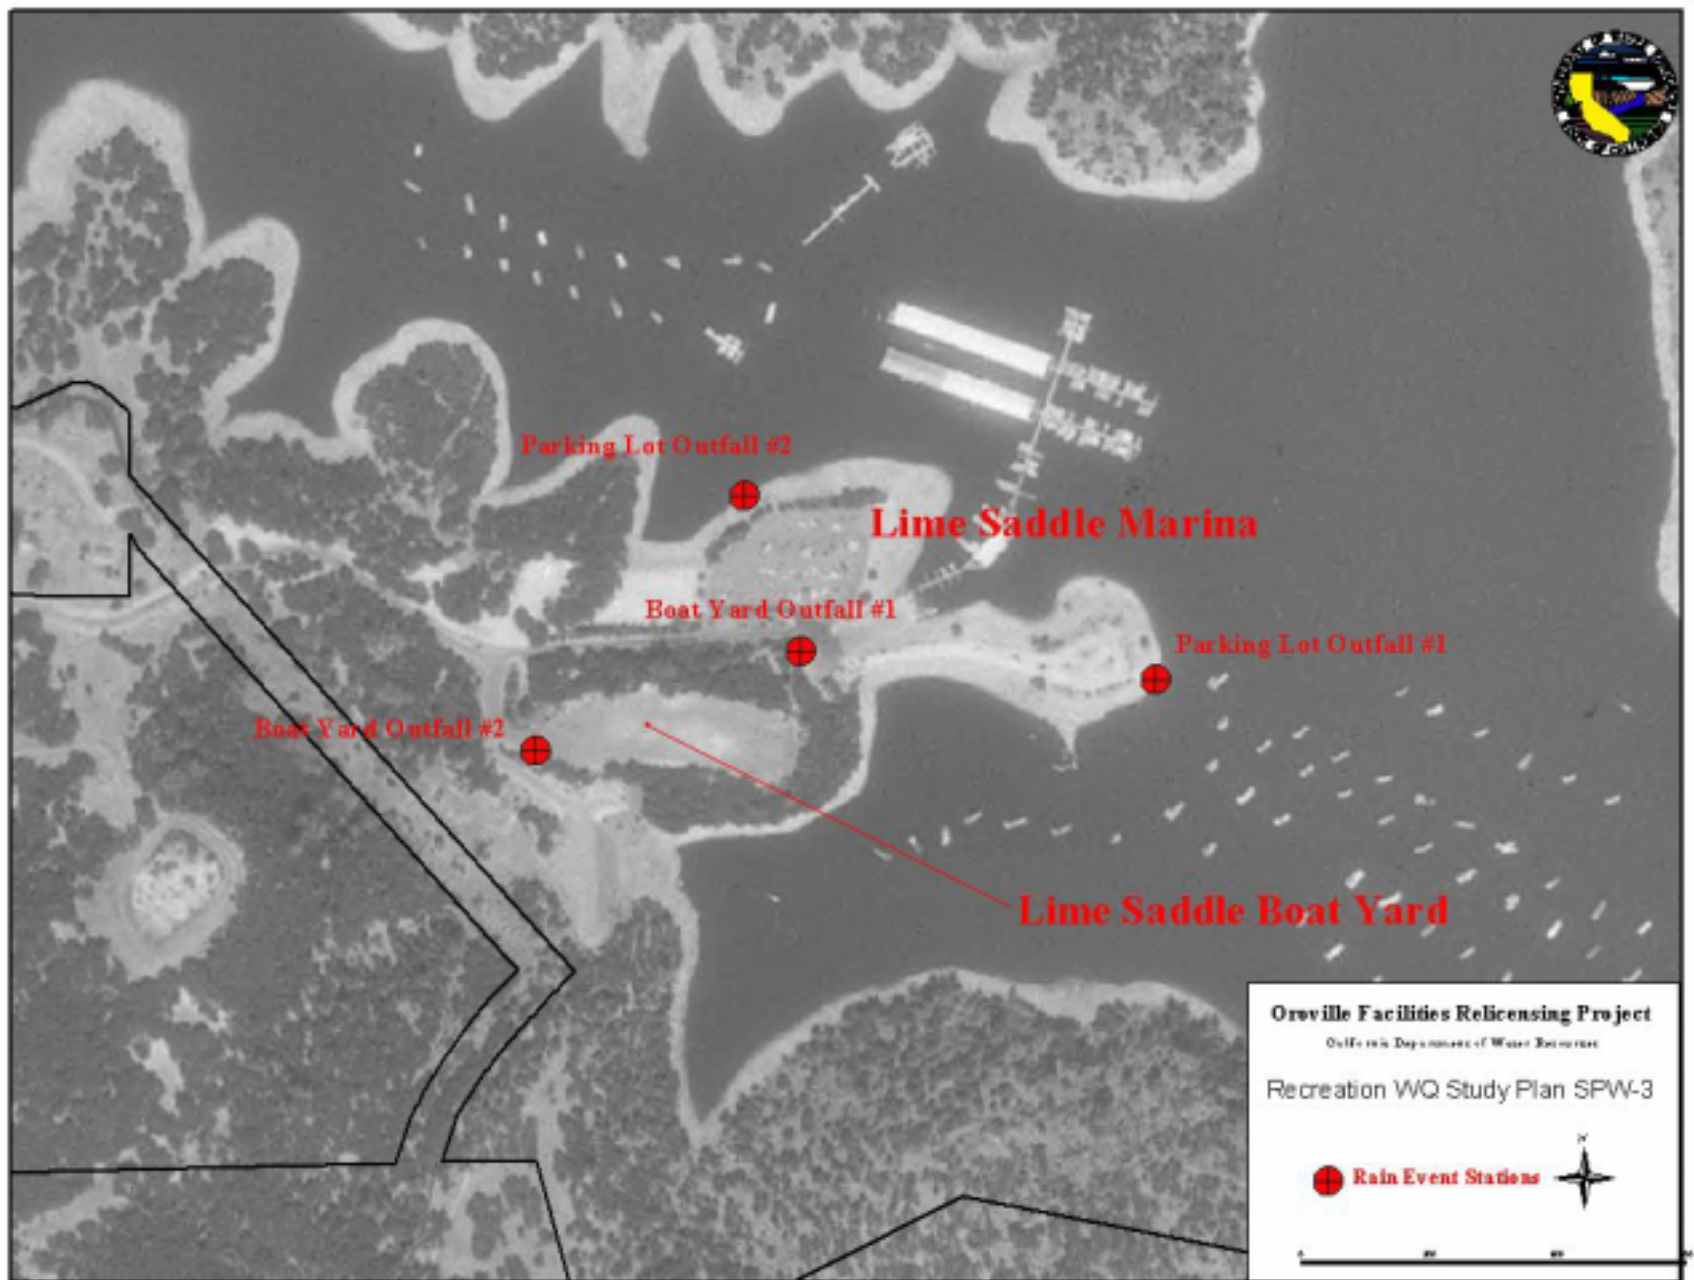 Parking Lot Outfall #2
Lime Saddle Marina
Boat Yard Outfall #1
Parking Lot Outfall #1
Boat Yard Outfall #2
Lime Saddle Boat Yard
Oroville Facilities Relicensing Project
California Department of Water Resources
Recreation WQ Study Plan SPW-3
N
Rain Event Stations
0